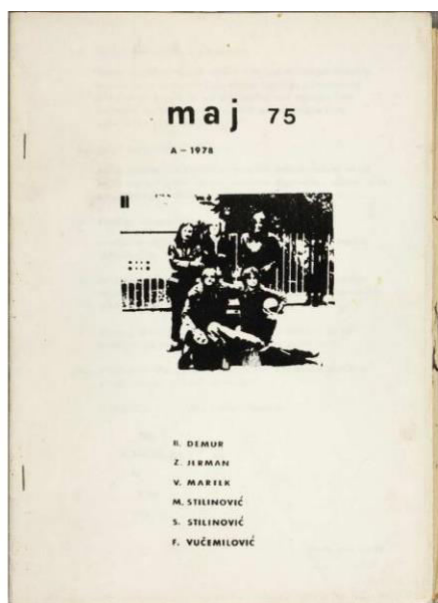 maj 75
A – 1978
B. DEMUR
Ž. JERMAN
V. MARTEK
M. STILINOVIĆ
S. STILINOVIĆ
F. VUČEMILOVIĆ